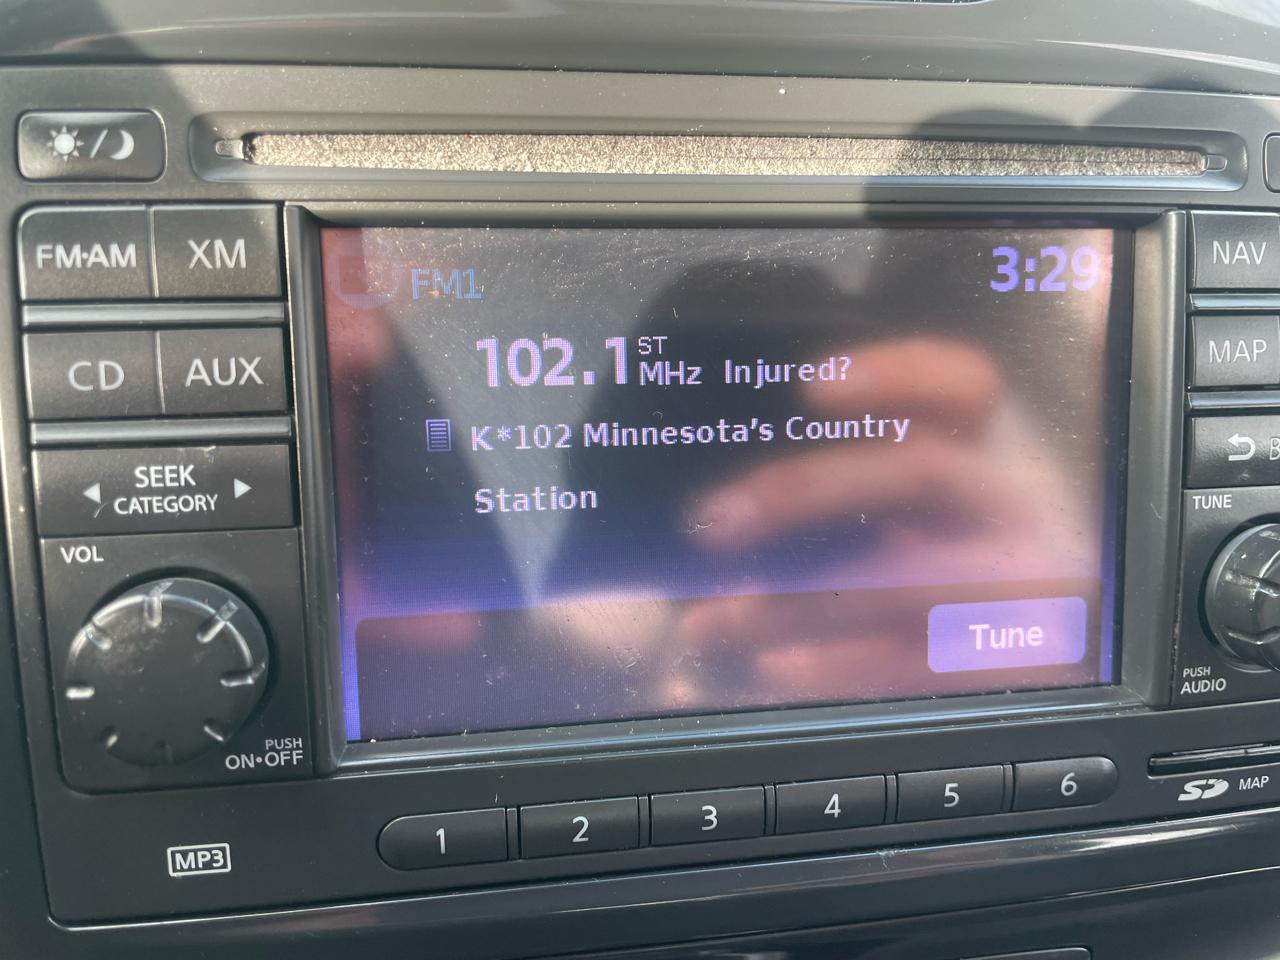 FM·AM
XM
CD
AUX
SEEK
CATEGORY
VOL
PUSH
ON•OFF
MP3
FM1
3:29
102.1 ST
MHz Injured?
K*102 Minnesota's Country
Station
Tune
1 2 3 4 5 6
NAV
MAP
TUNE
PUSH
AUDIO
SD MAP